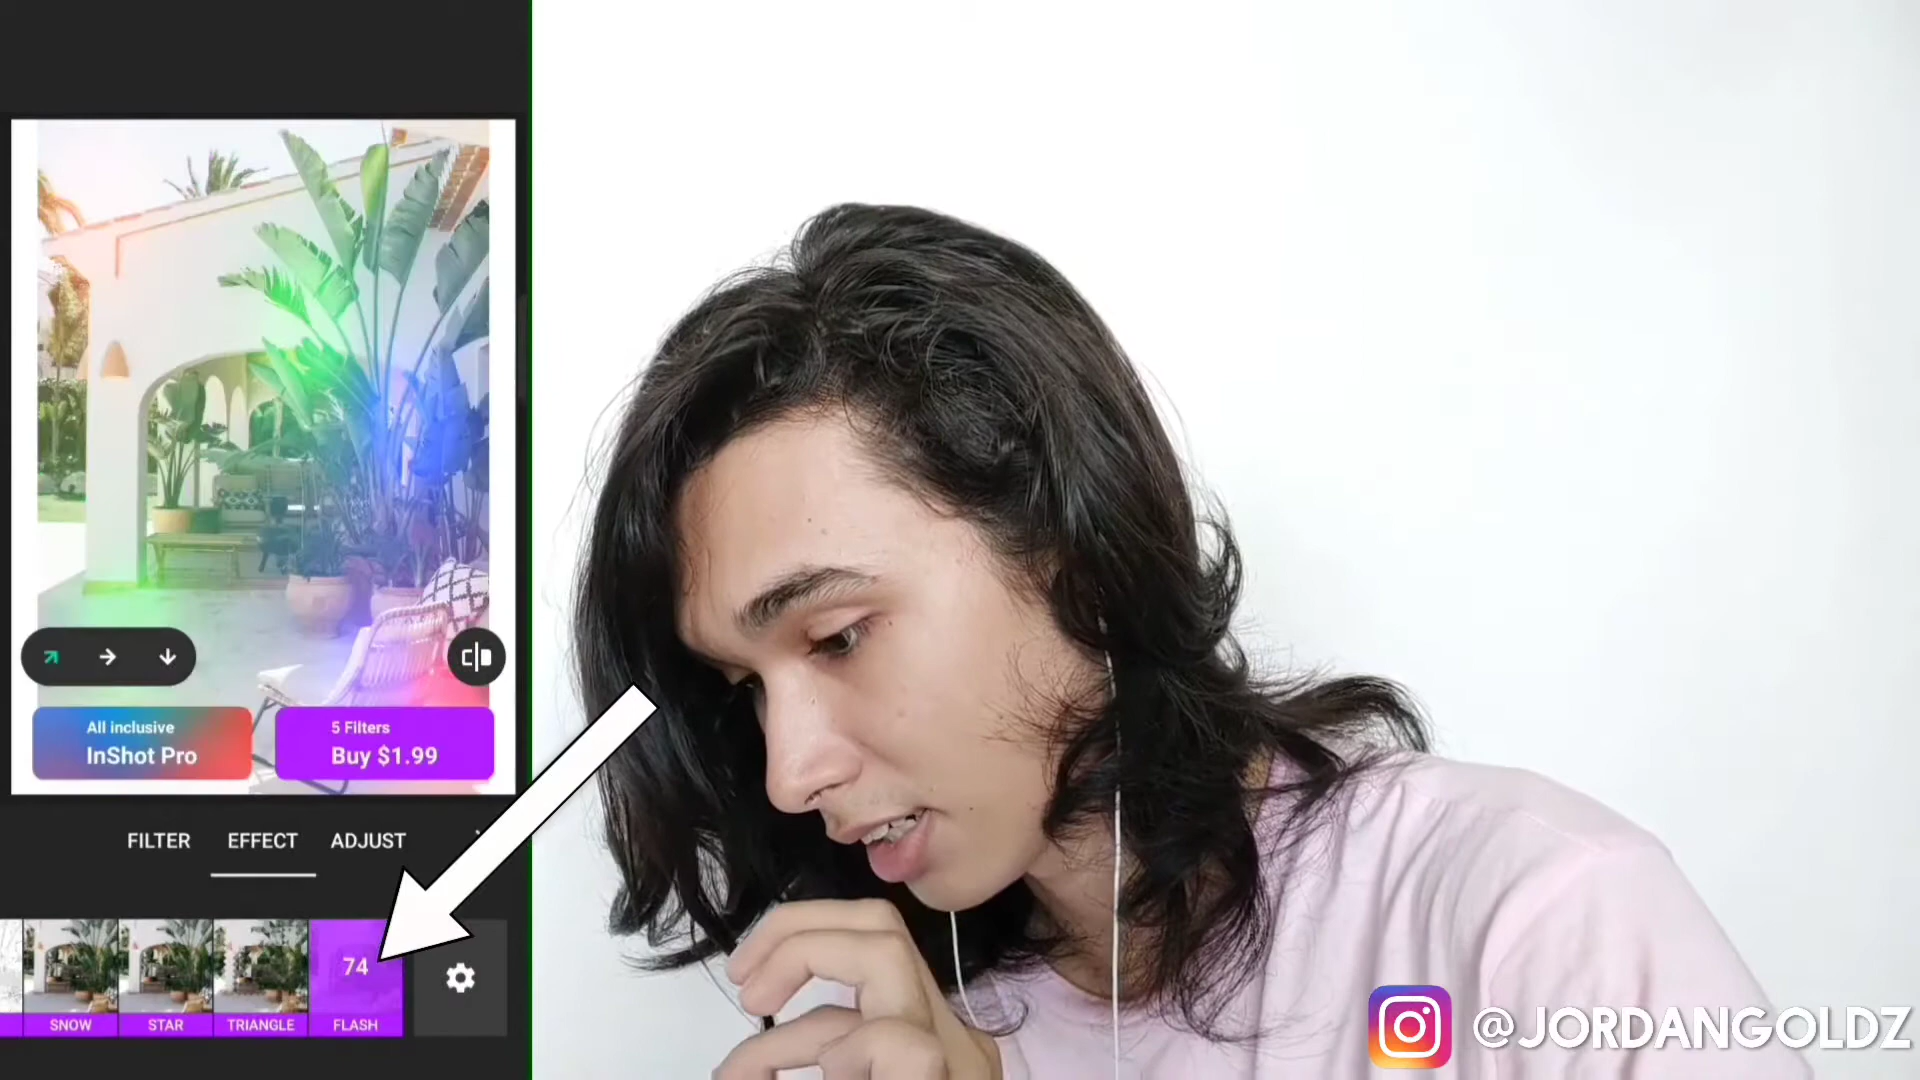 All inclusive
InShot Pro
5 Filters
Buy $1.99
FILTER
EFFECT
ADJUST
74
SNOW
STAR
TRIANGLE
FLASH
@JORDANGOLDZ